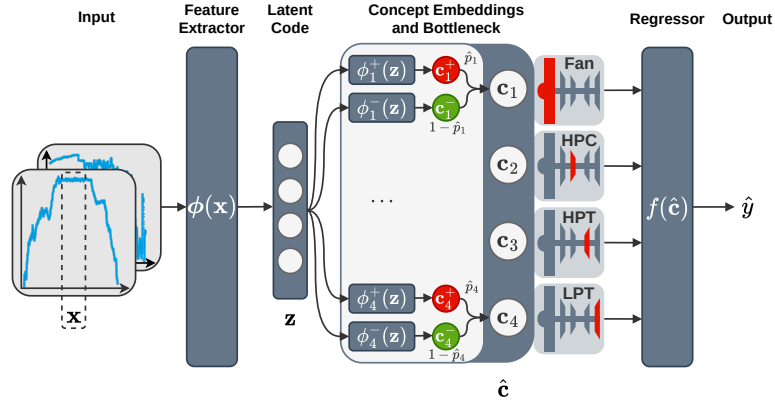 Input
Feature
Extractor
Latent
Code
Concept Embeddings
and Bottleneck
Regressor
Output
x
ϕ(x)
z
ϕ₁⁺(z)
c₁⁺
p̂₁
ϕ₁⁻(z)
c₁⁻
1 − p̂₁
...
ϕ₄⁺(z)
c₄⁺
p̂₄
ϕ₄⁻(z)
c₄⁻
1 − p̂₄
c₁
c₂
c₃
c₄
ĉ
Fan
HPC
HPT
LPT
f(ĉ)
ŷ